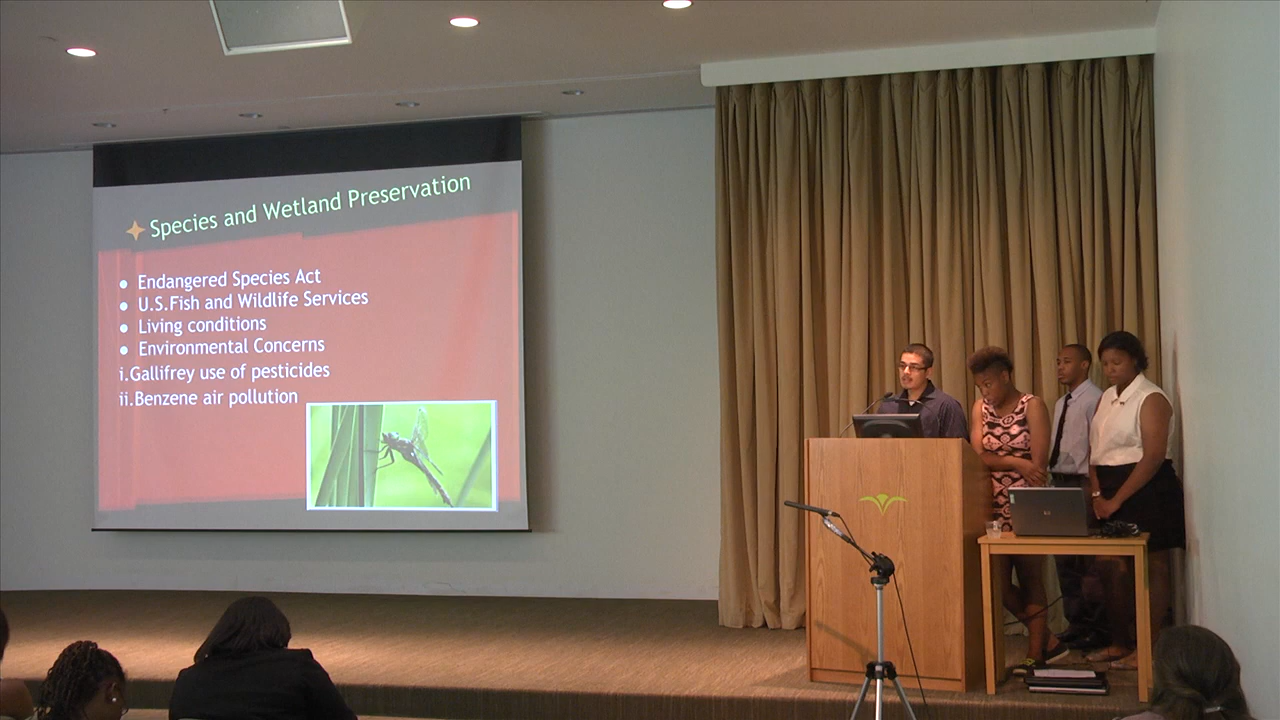 Species and Wetland Preservation
Endangered Species Act
U.S.Fish and Wildlife Services
Living conditions
Environmental Concerns
i.Gallifrey use of pesticides
ii.Benzene air pollution